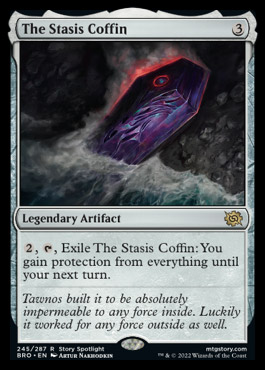 The Stasis Coffin 3
Legendary Artifact
2, T, Exile The Stasis Coffin: You
gain protection from everything until
your next turn.
Tawnos built it to be absolutely
impermeable to any force inside. Luckily
it worked for any force outside as well.
245/287 R Story Spotlight mtgstory.com
BRO • EN Artur Nakhodkin ™ & © 2022 Wizards of the Coast